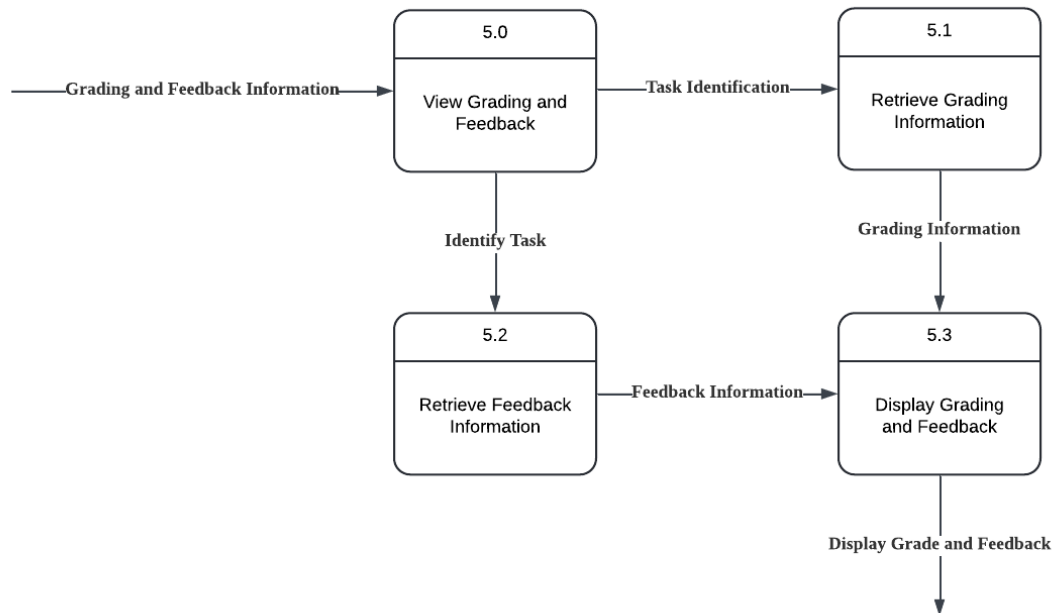 5.0
5.1
Grading and Feedback Information
View Grading and
Feedback
Task Identification
Retrieve Grading
Information
Identify Task
Grading Information
5.2
5.3
Retrieve Feedback
Information
Feedback Information
Display Grading
and Feedback
Display Grade and Feedback